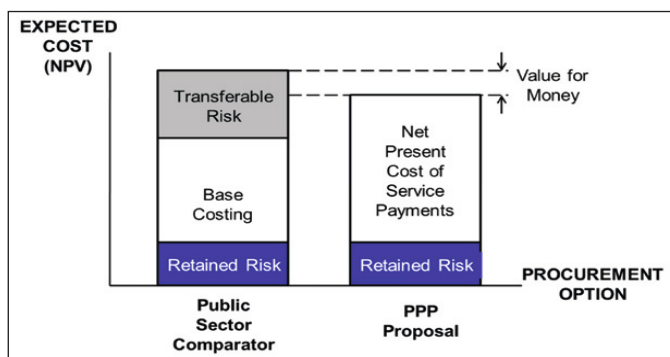 EXPECTED
COST
(NPV)
Transferable
Risk
Value for
Money
Net
Present
Cost of
Service
Payments
Base
Costing
Retained Risk
Retained Risk
PROCUREMENT
OPTION
Public
Sector
Comparator
PPP
Proposal